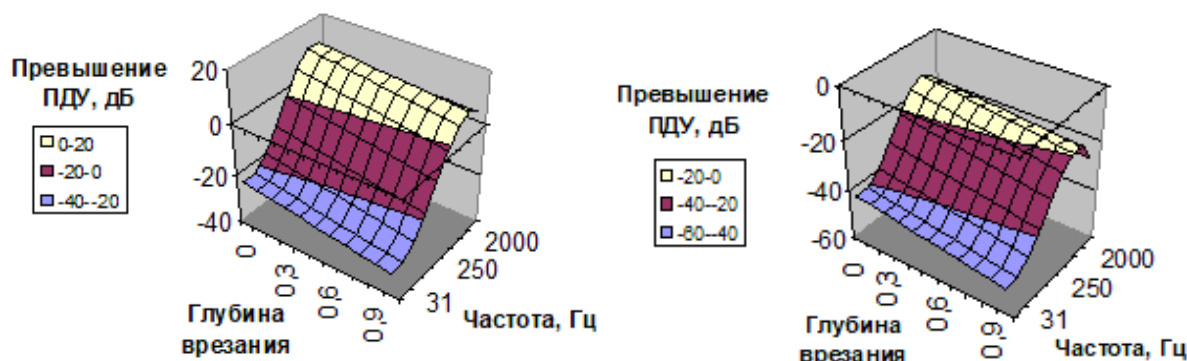 Превышение
ПДУ, дБ
0-20
-20-0
-40--20
20
0
-20
-40
0
0,3
0,6
0,9
Глубина
врезания
31
250
2000
Частота, Гц
Превышение
ПДУ, дБ
-20-0
-40--20
-60--40
0
-20
-40
-60
0
0,3
0,6
0,9
Глубина
врезания
31
250
2000
Частота, Гц